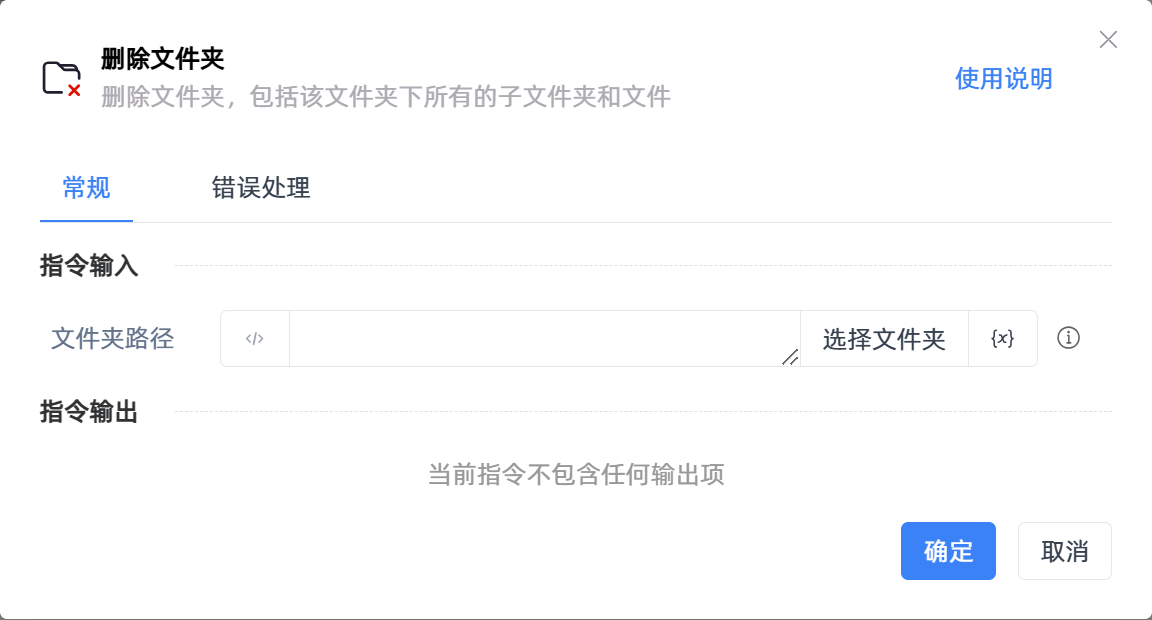 删除文件夹
删除文件夹，包括该文件夹下所有的子文件夹和文件
使用说明
常规
错误处理
指令输入
文件夹路径
</>
选择文件夹
{x}
指令输出
当前指令不包含任何输出项
确定
取消